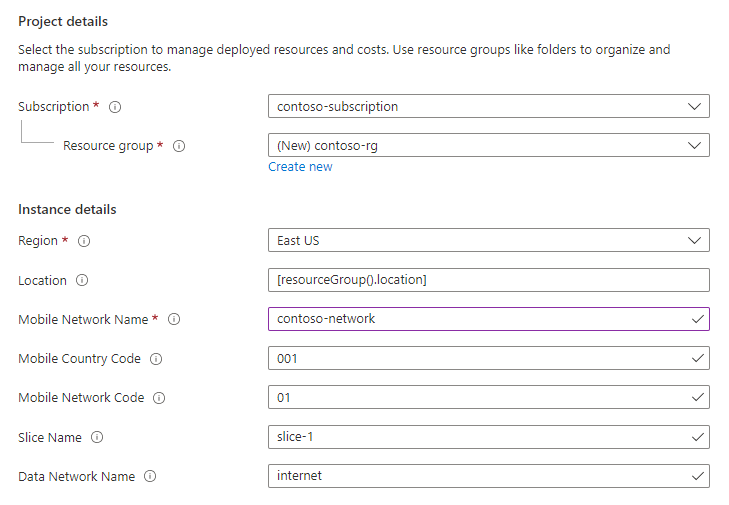 Project details
Select the subscription to manage deployed resources and costs. Use resource groups like folders to organize and
manage all your resources.
Subscription * contoso-subscription
Resource group * (New) contoso-rg
Create new
Instance details
Region * East US
Location [resourceGroup().location]
Mobile Network Name * contoso-network
Mobile Country Code 001
Mobile Network Code 01
Slice Name slice-1
Data Network Name internet